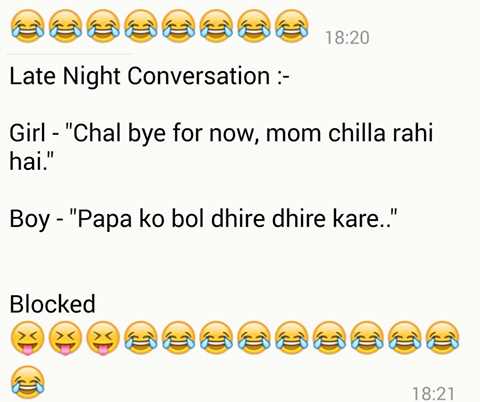 😂😂😂😂😂😂😂😂 18:20
Late Night Conversation :-
Girl - "Chal bye for now, mom chilla rahi
hai."
Boy - "Papa ko bol dhire dhire kare.."
Blocked
😝😝😝😂😂😂😂😂😂😂😂😂
😂 18:21